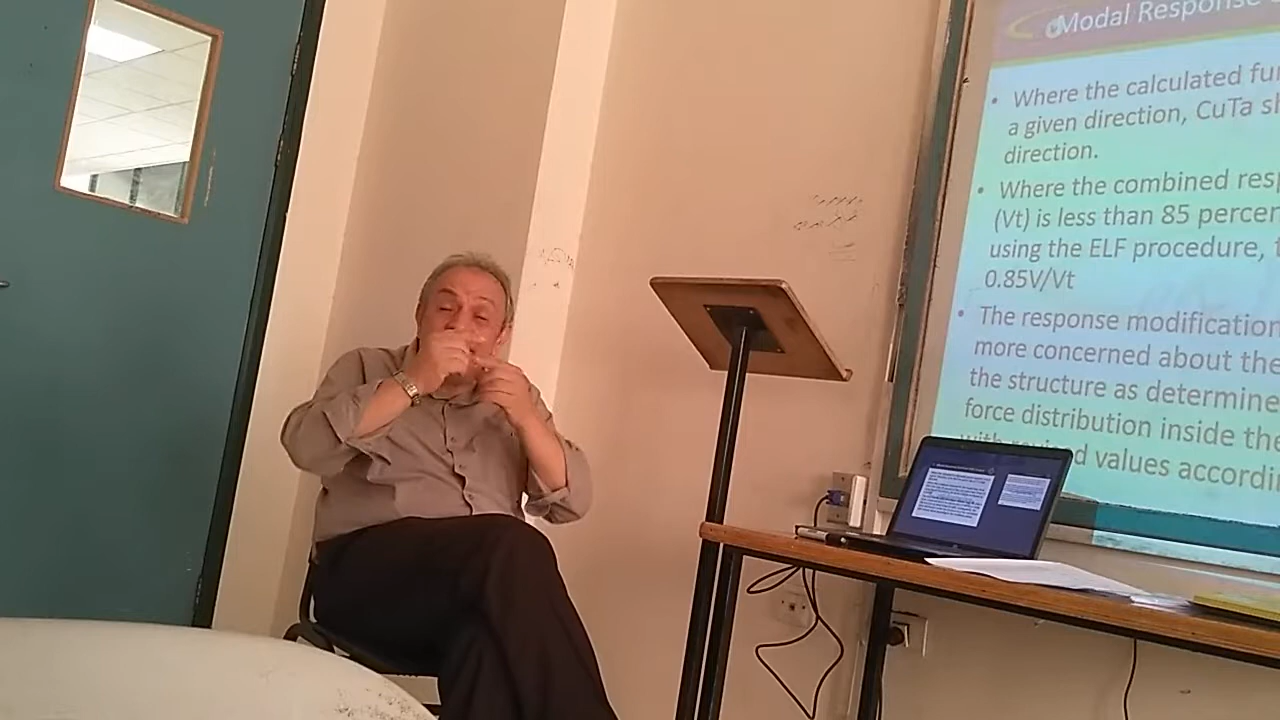 Modal Response
• Where the calculated fu
a given direction, CuTa s
direction.
• Where the combined res
(Vt) is less than 85 percen
using the ELF procedure,
0.85V/Vt
• The response modification
more concerned about the
the structure as determine
force distribution inside the
values accordi